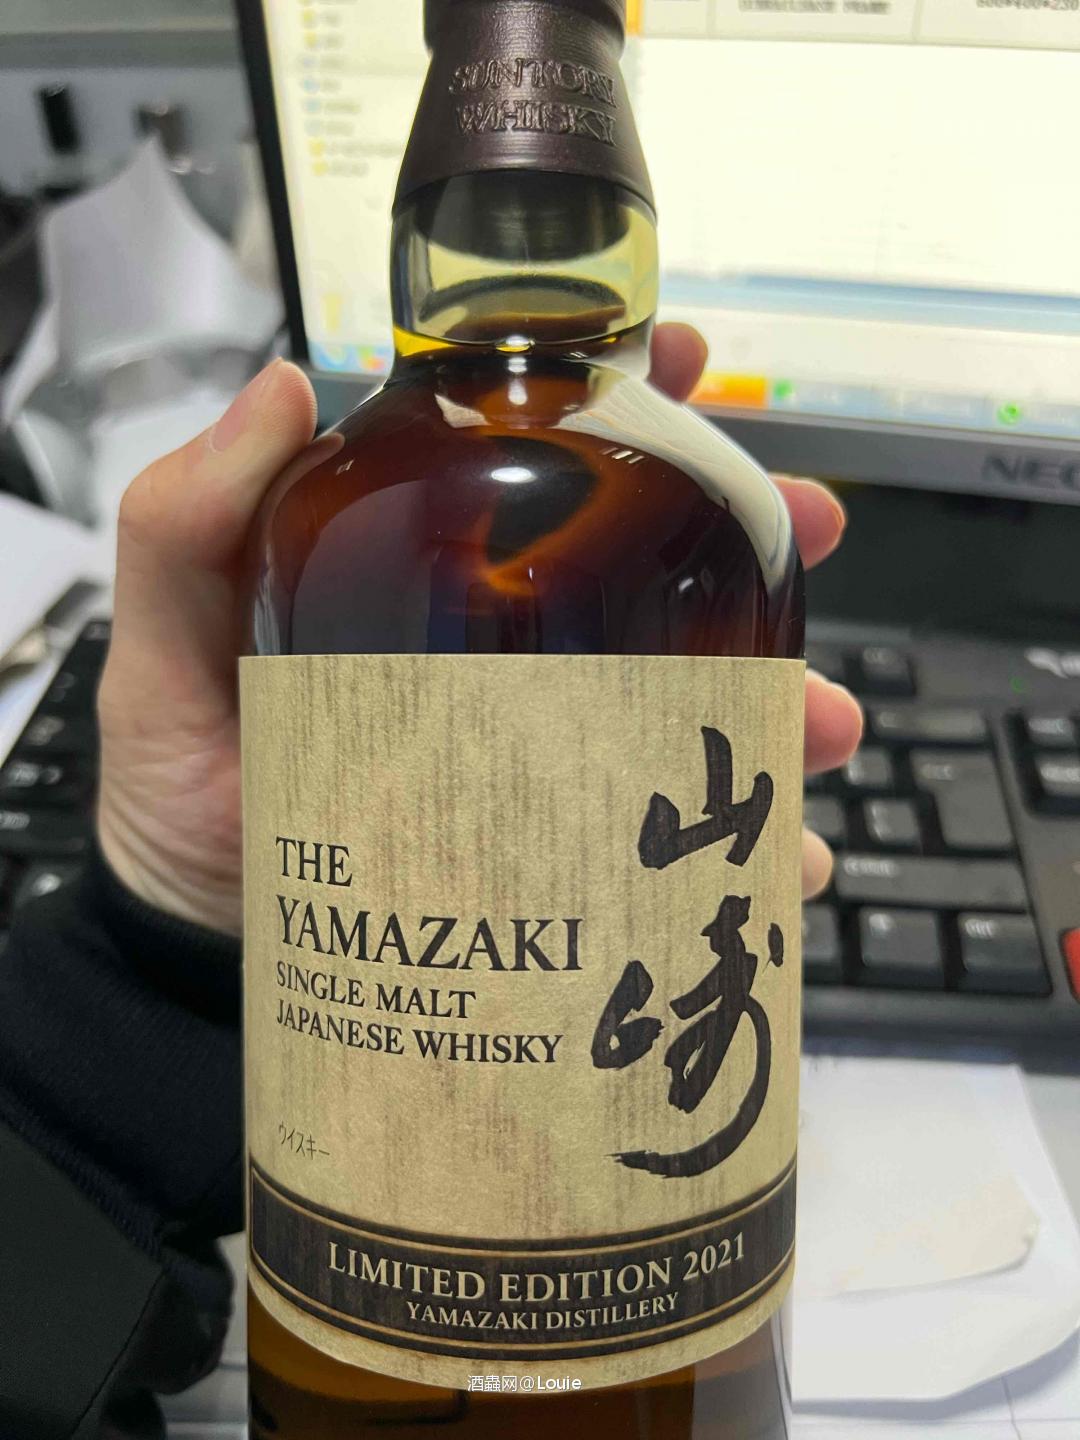 SUNTORY
WHISKY
NEC
山崎
THE
YAMAZAKI
SINGLE MALT
JAPANESE WHISKY
ウイスキー
LIMITED EDITION 2021
YAMAZAKI DISTILLERY
酒蟲网@Louie